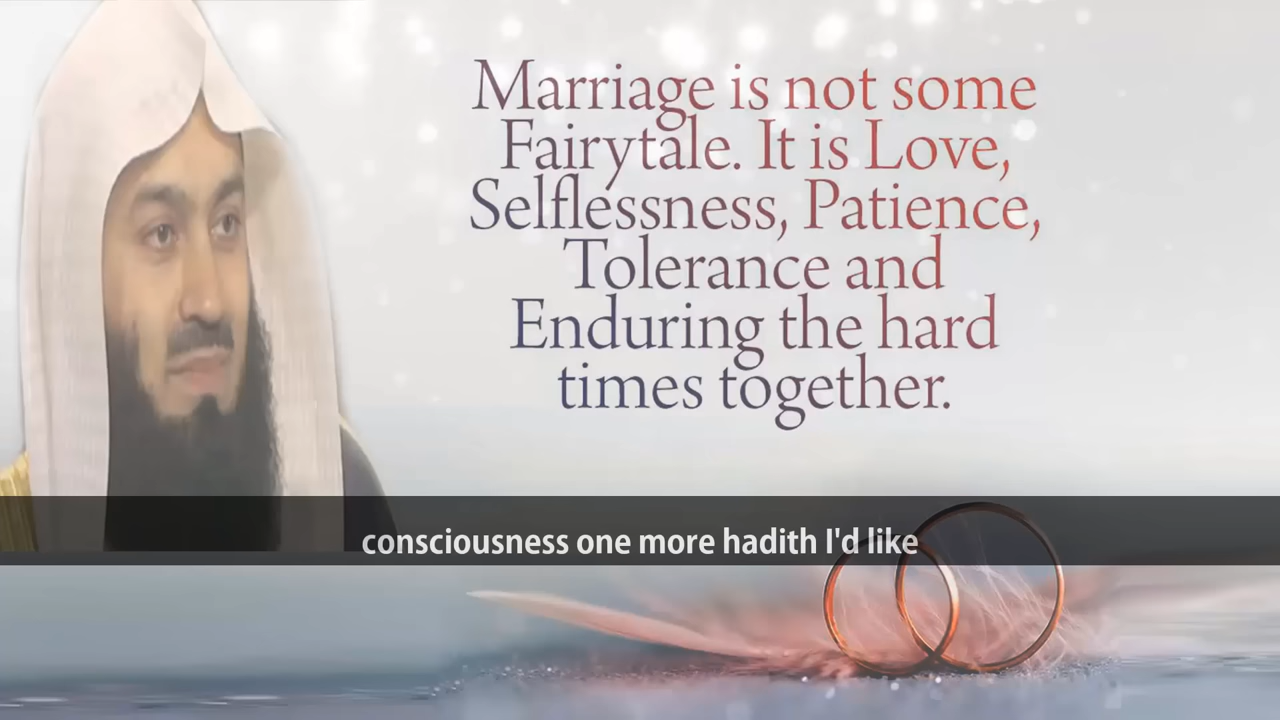 Marriage is not some
Fairytale. It is Love,
Selflessness, Patience,
Tolerance and
Enduring the hard
times together.
consciousness one more hadith I'd like